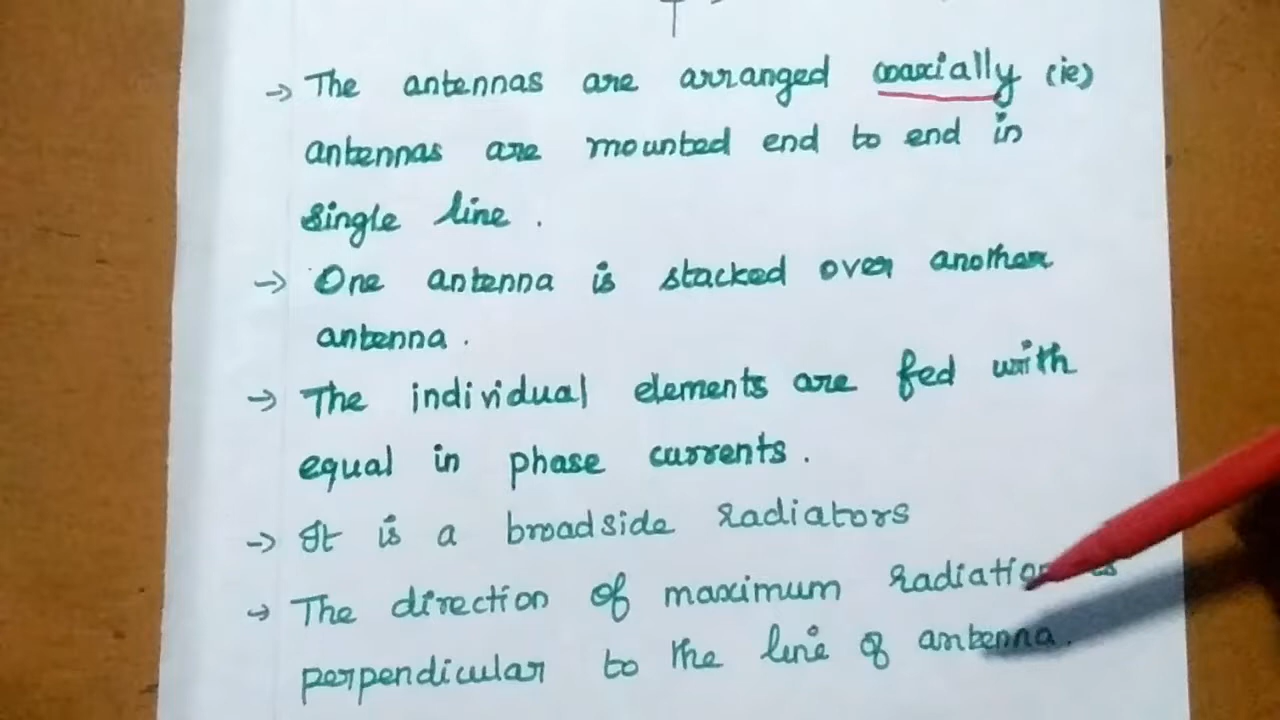 → The antennas are arranged coaxially (ie)
antennas are mounted end to end in
single line .
→ One antenna is stacked over another
antenna .
→ The individual elements are fed with
equal in phase currents .
→ It is a broadside radiators
→ The direction of maximum radiation is
perpendicular to the line of antenna.